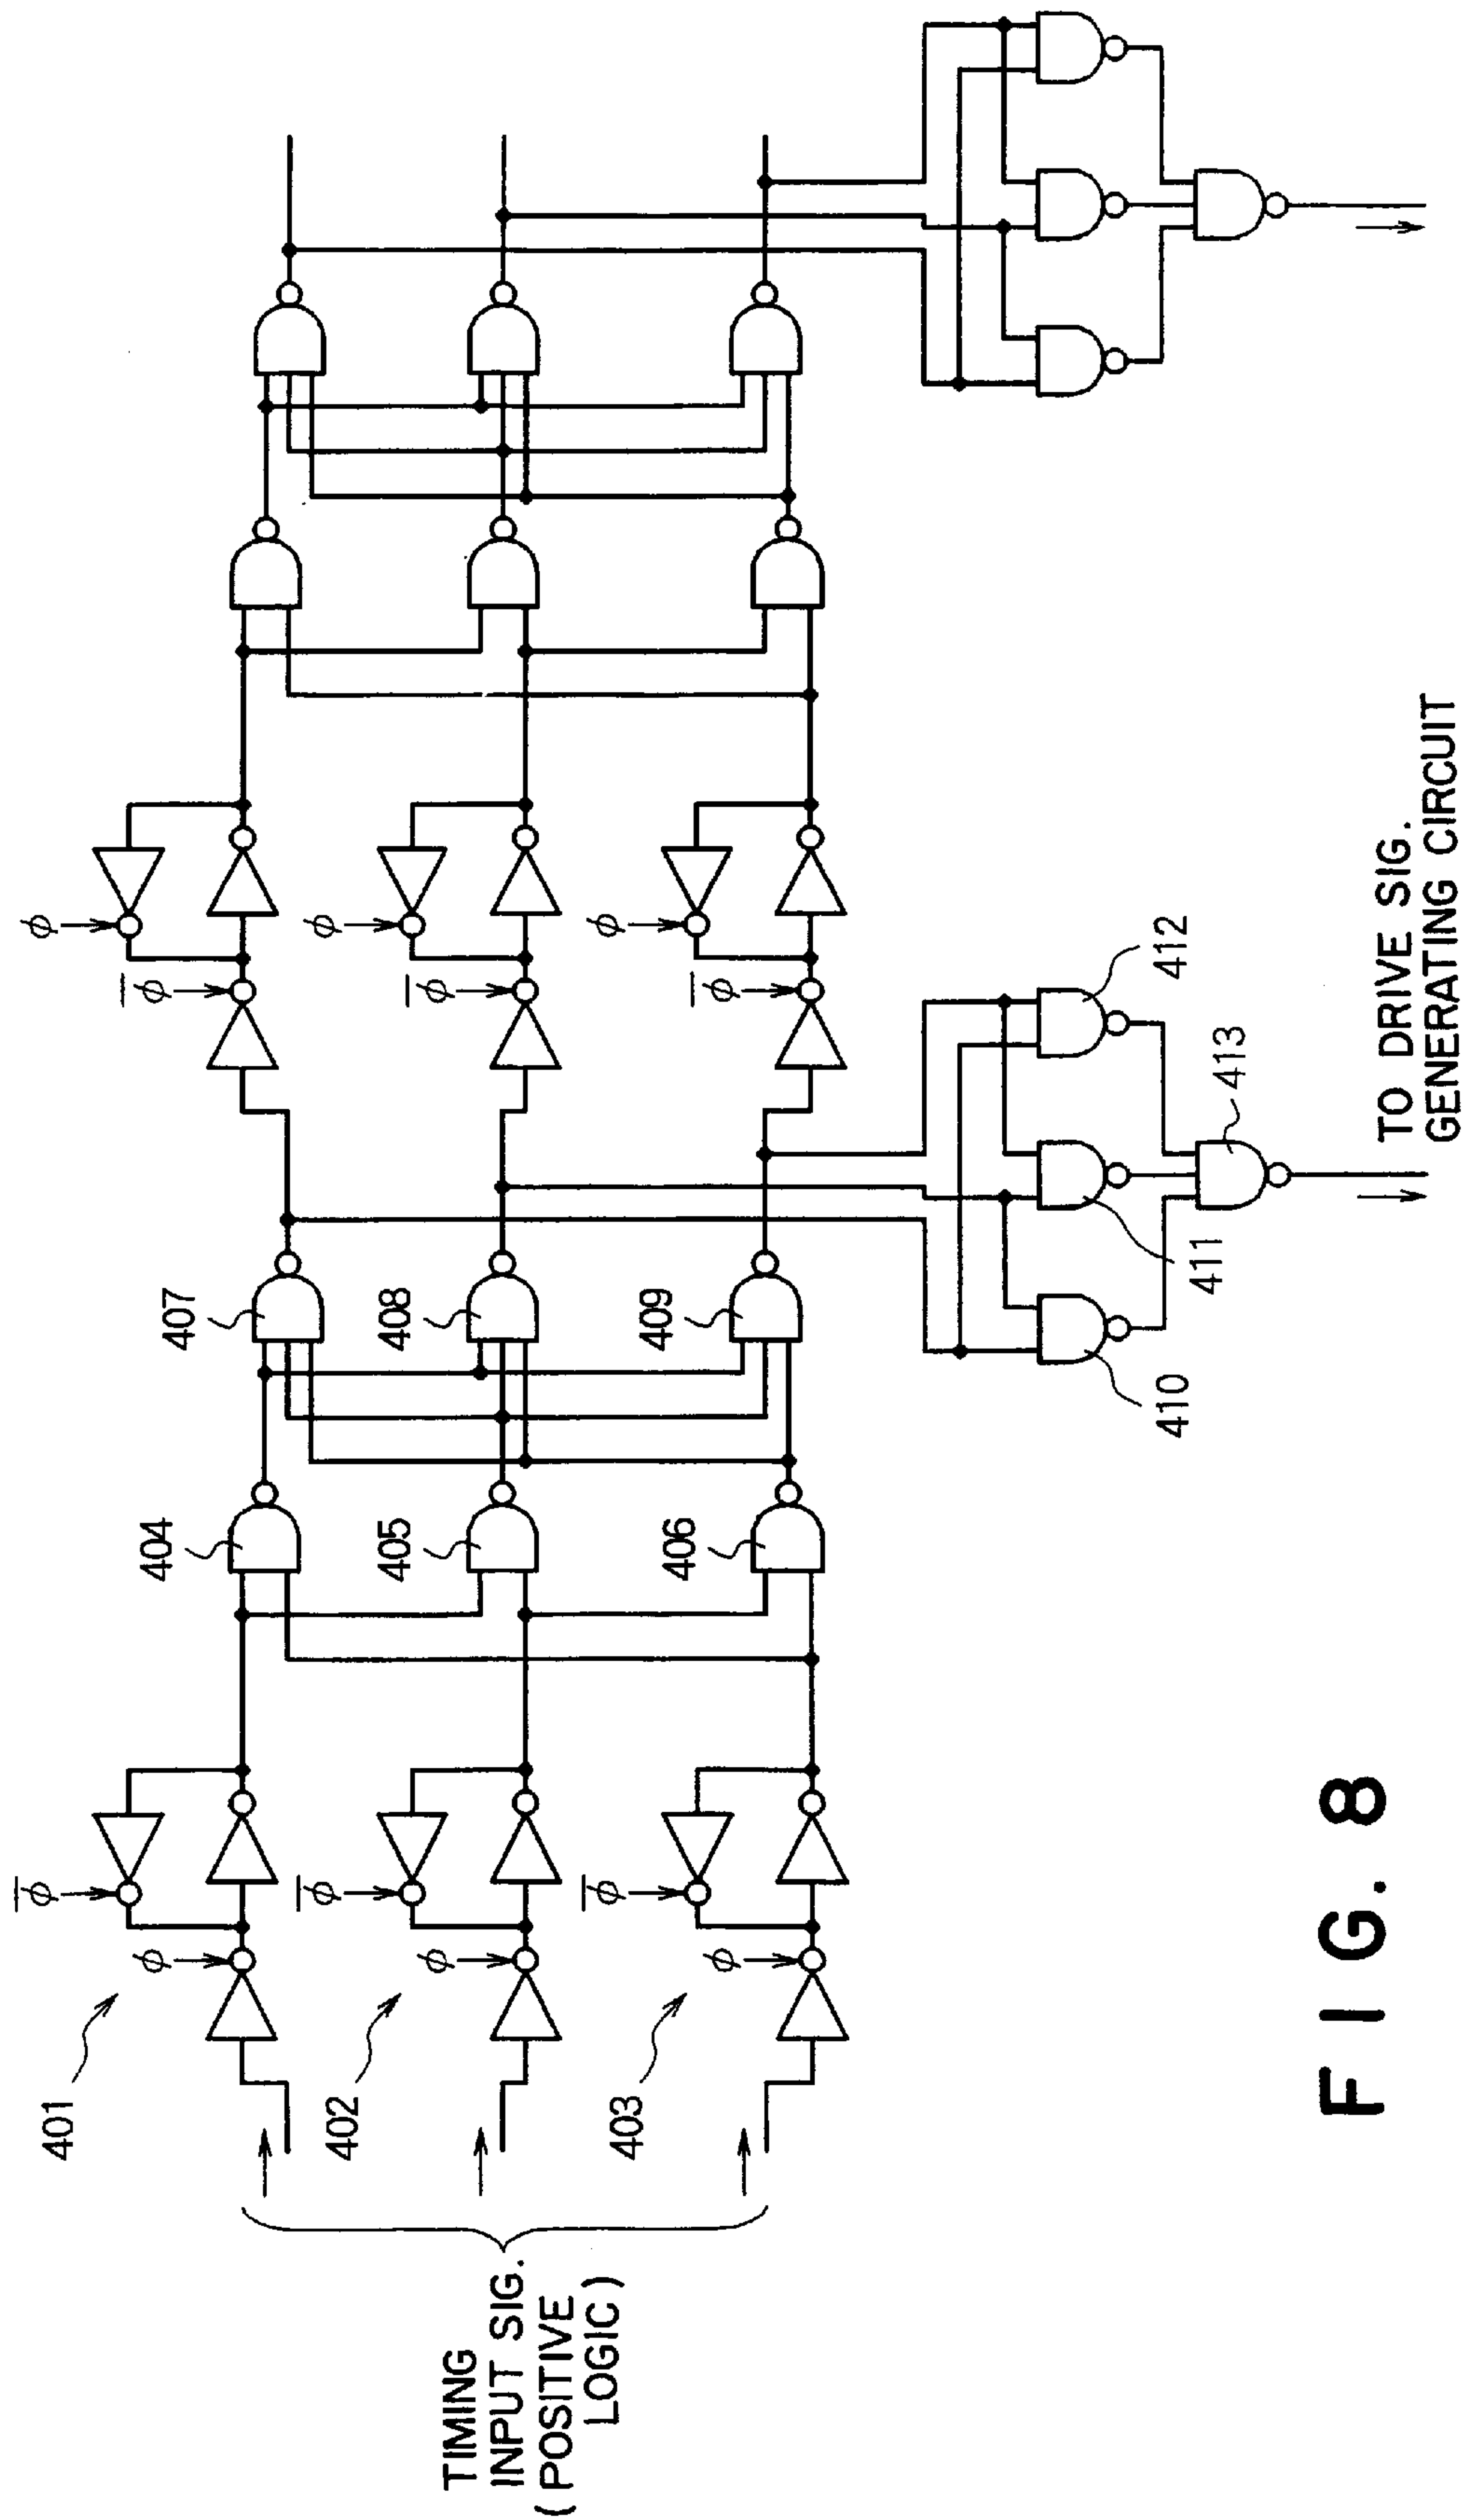 TIMING
INPUT SIG.
(POSITIVE
LOGIC)
401
402
403
φ̅
φ
φ̅
φ
φ̅
φ
404
405
406
407
408
409
φ
φ̅
φ
φ̅
φ
φ̅
410
411
412
413
TO DRIVE SIG.
GENERATING CIRCUIT
FIG. 8